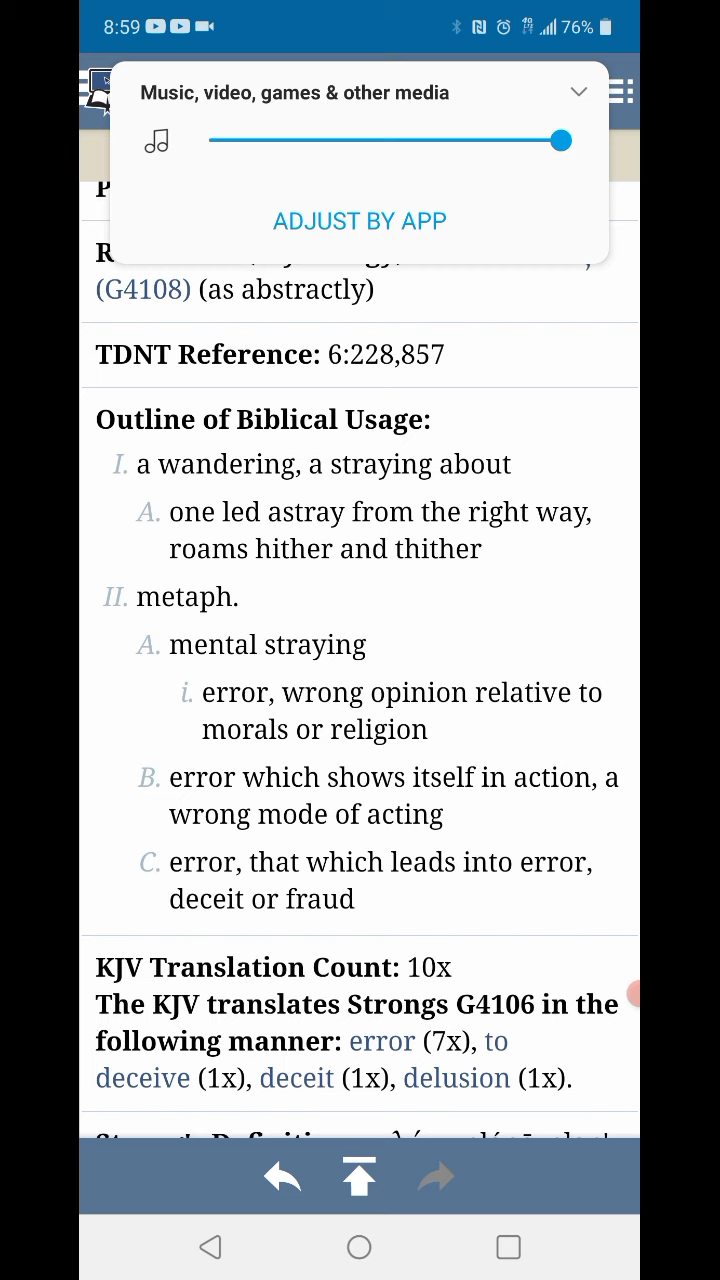 8:59 4G 76%
Music, video, games & other media
ADJUST BY APP
P
R
(G4108) (as abstractly)
TDNT Reference: 6:228,857
Outline of Biblical Usage:
I. a wandering, a straying about
A. one led astray from the right way,
roams hither and thither
II. metaph.
A. mental straying
i. error, wrong opinion relative to
morals or religion
B. error which shows itself in action, a
wrong mode of acting
C. error, that which leads into error,
deceit or fraud
KJV Translation Count: 10x
The KJV translates Strongs G4106 in the
following manner: error (7x), to
deceive (1x), deceit (1x), delusion (1x).